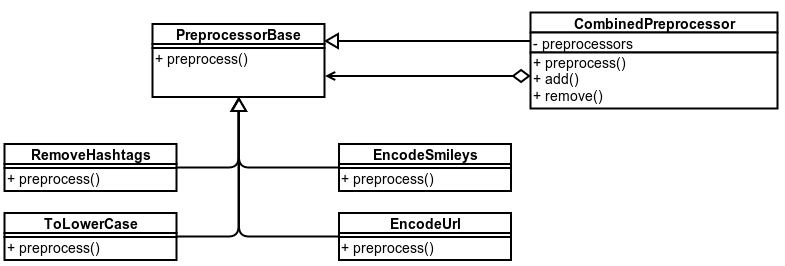 PreprocessorBase
+ preprocess()
CombinedPreprocessor
- preprocessors
+ preprocess()
+ add()
+ remove()
RemoveHashtags
+ preprocess()
EncodeSmileys
+ preprocess()
ToLowerCase
+ preprocess()
EncodeUrl
+ preprocess()